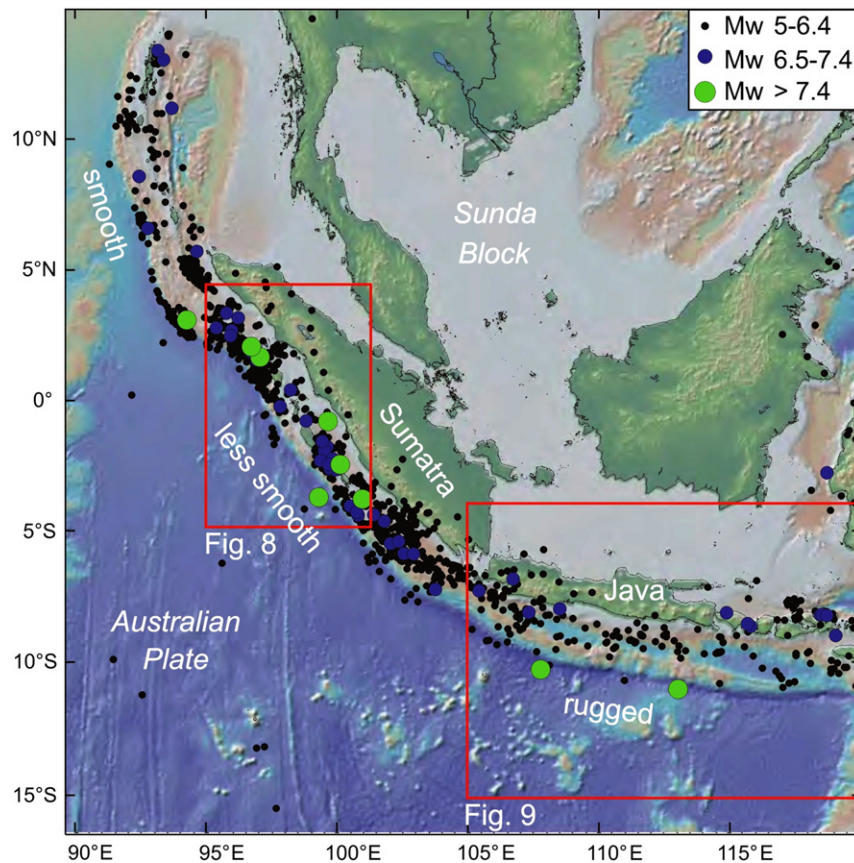 Mw 5-6.4
Mw 6.5-7.4
Mw > 7.4
10°N
5°N
0°
5°S
10°S
15°S
smooth
Sunda
Block
Sumatra
less smooth
Fig. 8
Java
Australian
Plate
rugged
Fig. 9
90°E
95°E
100°E
105°E
110°E
115°E